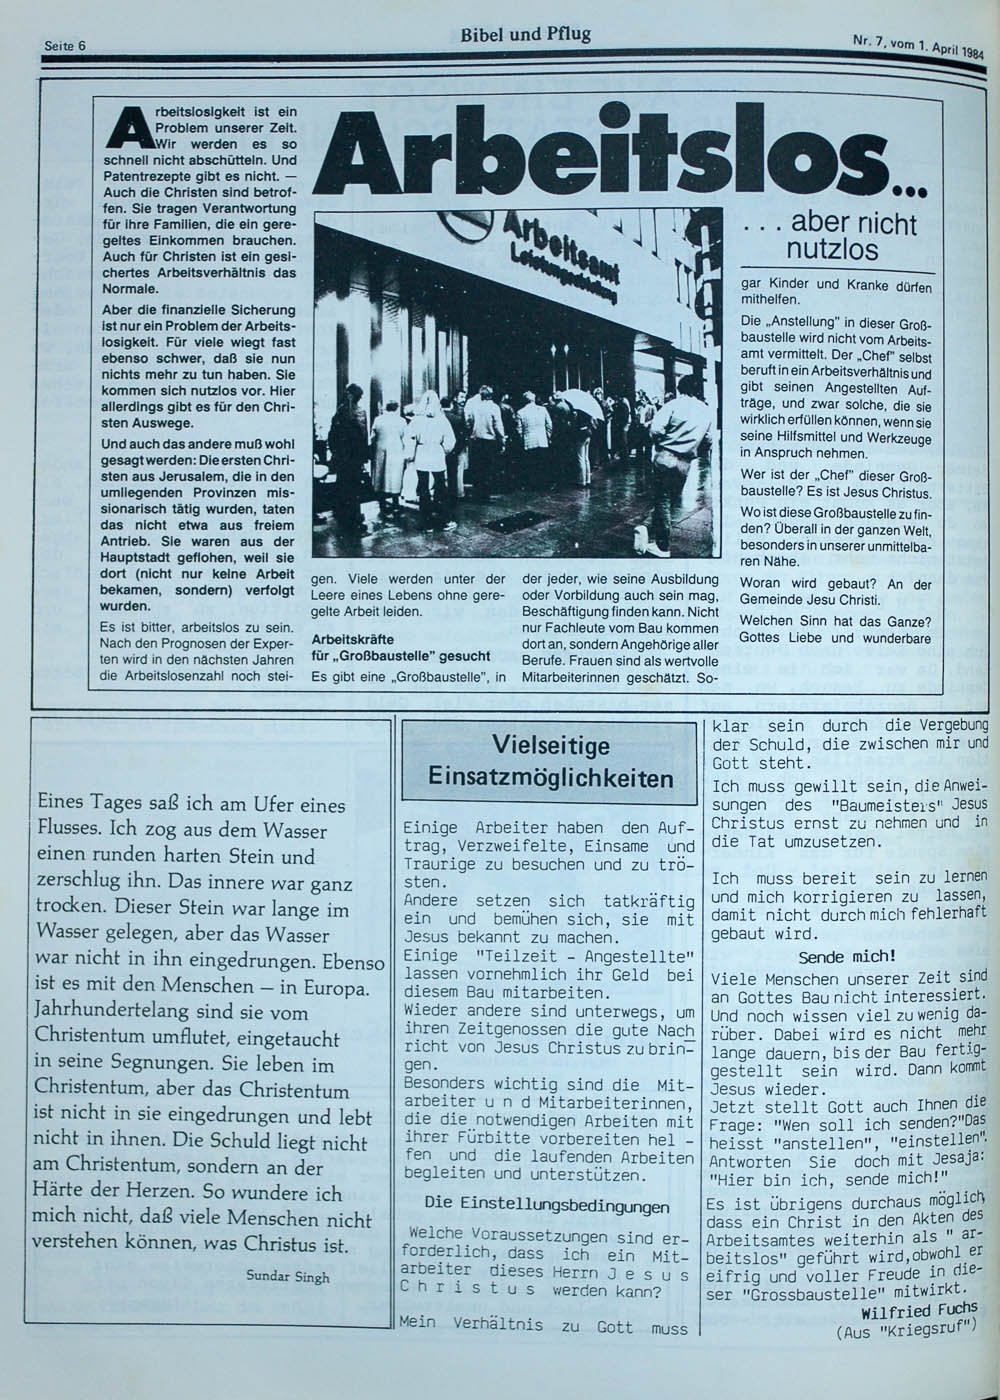 Seite 6
Bibel und Pflug
Nr. 7, vom 1. April 1984
Arbeitslosigkeit ist ein
Problem unserer Zeit.
Wir werden es so
schnell nicht abschütteln. Und
Patentrezepte gibt es nicht. —
Auch die Christen sind betrof-
fen. Sie tragen Verantwortung
für ihre Familien, die ein gere-
geltes Einkommen brauchen.
Auch für Christen ist ein gesi-
chertes Arbeitsverhältnis das
Normale.
Aber die finanzielle Sicherung
ist nur ein Problem der Arbeits-
losigkeit. Für viele wiegt fast
ebenso schwer, daß sie nun
nichts mehr zu tun haben. Sie
kommen sich nutzlos vor. Hier
allerdings gibt es für den Chri-
sten Auswege.
Und auch das andere muß wohl
gesagt werden: Die ersten Chri-
sten aus Jerusalem, die in den
umliegenden Provinzen mis-
sionarisch tätig wurden, taten
das nicht etwa aus freiem
Antrieb. Sie waren aus der
Hauptstadt geflohen, weil sie
dort (nicht nur keine Arbeit
bekamen, sondern) verfolgt
wurden.
Es ist bitter, arbeitslos zu sein.
Nach den Prognosen der Exper-
ten wird in den nächsten Jahren
die Arbeitslosenzahl noch stei-
Arbeitslos...
... aber nicht
nutzlos
Arbeitsamt
Leistungsabteilung
gen. Viele werden unter der
Leere eines Lebens ohne gere-
gelte Arbeit leiden.
Arbeitskräfte
für „Großbaustelle" gesucht
Es gibt eine „Großbaustelle", in
der jeder, wie seine Ausbildung
oder Vorbildung auch sein mag,
Beschäftigung finden kann. Nicht
nur Fachleute vom Bau kommen
dort an, sondern Angehörige aller
Berufe. Frauen sind als wertvolle
Mitarbeiterinnen geschätzt. So-
gar Kinder und Kranke dürfen
mithelfen.
Die „Anstellung" in dieser Groß-
baustelle wird nicht vom Arbeits-
amt vermittelt. Der „Chef" selbst
beruft in ein Arbeitsverhältnis und
gibt seinen Angestellten Auf-
träge, und zwar solche, die sie
wirklich erfüllen können, wenn sie
seine Hilfsmittel und Werkzeuge
in Anspruch nehmen.
Wer ist der „Chef" dieser Groß-
baustelle? Es ist Jesus Christus.
Wo ist diese Großbaustelle zu fin-
den? Überall in der ganzen Welt,
besonders in unserer unmittelba-
ren Nähe.
Woran wird gebaut? An der
Gemeinde Jesu Christi.
Welchen Sinn hat das Ganze?
Gottes Liebe und wunderbare
Eines Tages saß ich am Ufer eines
Flusses. Ich zog aus dem Wasser
einen runden harten Stein und
zerschlug ihn. Das innere war ganz
trocken. Dieser Stein war lange im
Wasser gelegen, aber das Wasser
war nicht in ihn eingedrungen. Ebenso
ist es mit den Menschen – in Europa.
Jahrhundertelang sind sie vom
Christentum umflutet, eingetaucht
in seine Segnungen. Sie leben im
Christentum, aber das Christentum
ist nicht in sie eingedrungen und lebt
nicht in ihnen. Die Schuld liegt nicht
am Christentum, sondern an der
Härte der Herzen. So wundere ich
mich nicht, daß viele Menschen nicht
verstehen können, was Christus ist.
Sundar Singh
Vielseitige
Einsatzmöglichkeiten
Einige Arbeiter haben den Auf-
trag, Verzweifelte, Einsame und
Traurige zu besuchen und zu trö-
sten.
Andere setzen sich tatkräftig
ein und bemühen sich, sie mit
Jesus bekannt zu machen.
Einige "Teilzeit - Angestellte"
lassen vornehmlich ihr Geld bei
diesem Bau mitarbeiten.
Wieder andere sind unterwegs, um
ihren Zeitgenossen die gute Nach
richt von Jesus Christus zu brin-
gen.
Besonders wichtig sind die Mit-
arbeiter u n d Mitarbeiterinnen,
die die notwendigen Arbeiten mit
ihrer Fürbitte vorbereiten hel -
fen und die laufenden Arbeiten
begleiten und unterstützen.
Die Einstellungsbedingungen
Welche Voraussetzungen sind er-
forderlich, dass ich ein Mit-
arbeiter dieses Herrn J e s u s
C h r i s t u s werden kann?
Mein Verhältnis zu Gott muss
klar sein durch die Vergebung
der Schuld, die zwischen mir und
Gott steht.
Ich muss gewillt sein, die Anwei-
sungen des "Baumeisters" Jesus
Christus ernst zu nehmen und in
die Tat umzusetzen.
Ich muss bereit sein zu lernen
und mich korrigieren zu lassen,
damit nicht durch mich fehlerhaft
gebaut wird.
Sende mich!
Viele Menschen unserer Zeit sind
an Gottes Bau nicht interessiert.
Und noch wissen viel zu wenig da-
rüber. Dabei wird es nicht mehr
lange dauern, bis der Bau fertig-
gestellt sein wird. Dann kommt
Jesus wieder.
Jetzt stellt Gott auch Ihnen die
Frage: "Wen soll ich senden?"Das
heisst "anstellen", "einstellen".
Antworten Sie doch mit Jesaja:
"Hier bin ich, sende mich!"
Es ist übrigens durchaus möglich,
dass ein Christ in den Akten des
Arbeitsamtes weiterhin als " ar-
beitslos" geführt wird,obwohl er
eifrig und voller Freude in die-
ser "Grossbaustelle" mitwirkt.
Wilfried Fuchs
(Aus "Kriegsruf")